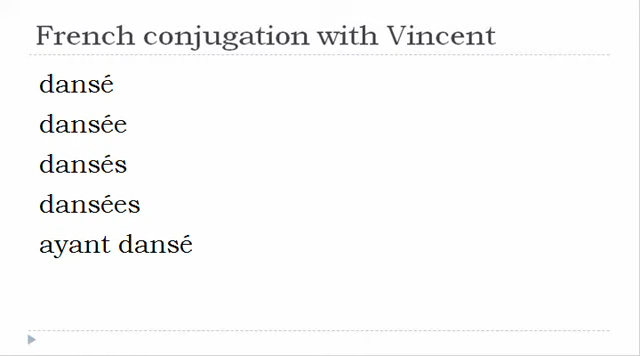 French conjugation with Vincent
dansé
dansée
dansés
dansées
ayant dansé